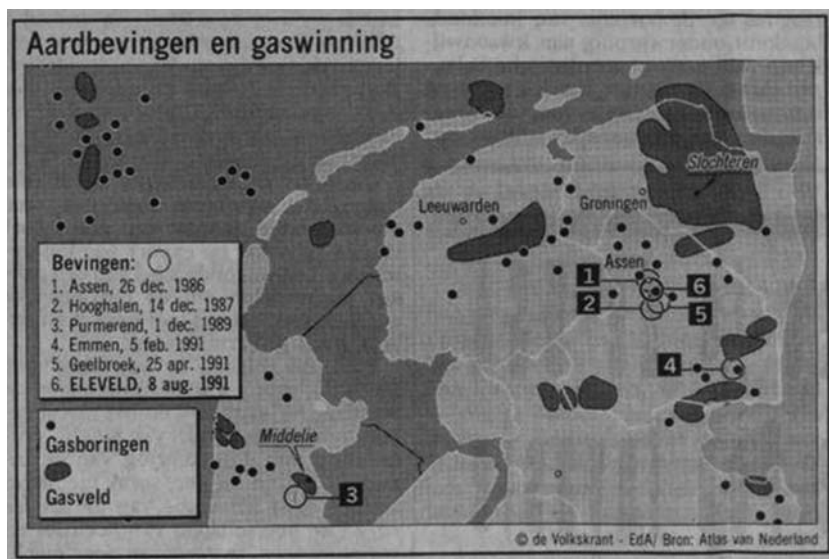 Aardbevingen en gaswinning
Slochteren
Leeuwarden
Groningen
Assen
Bevingen:
1. Assen, 26 dec. 1986
2. Hooghalen, 14 dec. 1987
3. Purmerend, 1 dec. 1989
4. Emmen, 5 feb. 1991
5. Geelbroek, 25 apr. 1991
6. ELEVELD, 8 aug. 1991
1
6
2
5
4
Gasboringen
Gasveld
Middelie
3
© de Volkskrant - EdA/ Bron: Atlas van Nederland